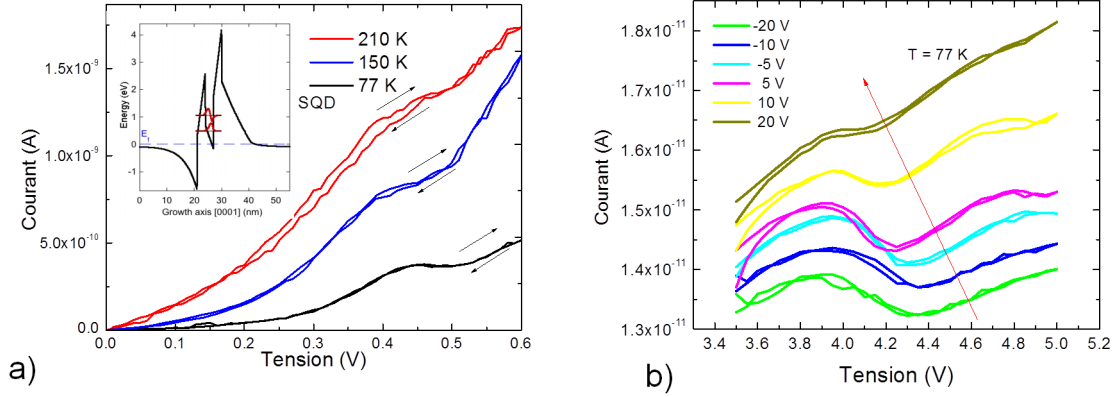 a)
Courant (A)
1.5x10⁻⁹
1.0x10⁻⁹
5.0x10⁻¹⁰
0.0
0.0 0.1 0.2 0.3 0.4 0.5 0.6
Tension (V)
210 K
150 K
77 K
SQD
Energy (eV)
4
3
2
1
0
-1
E_f
0 10 20 30 40 50
Growth axis [0001] (nm)
b)
Courant (A)
1.8x10⁻¹¹
1.7x10⁻¹¹
1.6x10⁻¹¹
1.5x10⁻¹¹
1.4x10⁻¹¹
1.3x10⁻¹¹
3.4 3.6 3.8 4.0 4.2 4.4 4.6 4.8 5.0 5.2
Tension (V)
-20 V
-10 V
-5 V
5 V
10 V
20 V
T = 77 K